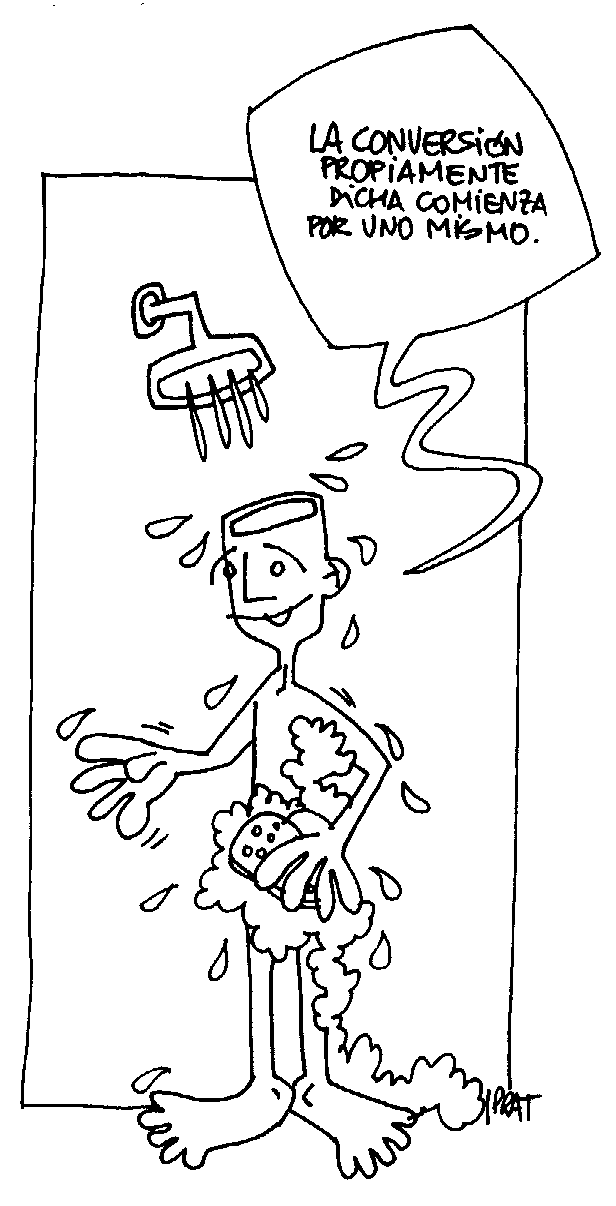 LA CONVERSIÓN
PROPIAMENTE
DICHA COMIENZA
POR UNO MISMO.
PRAT